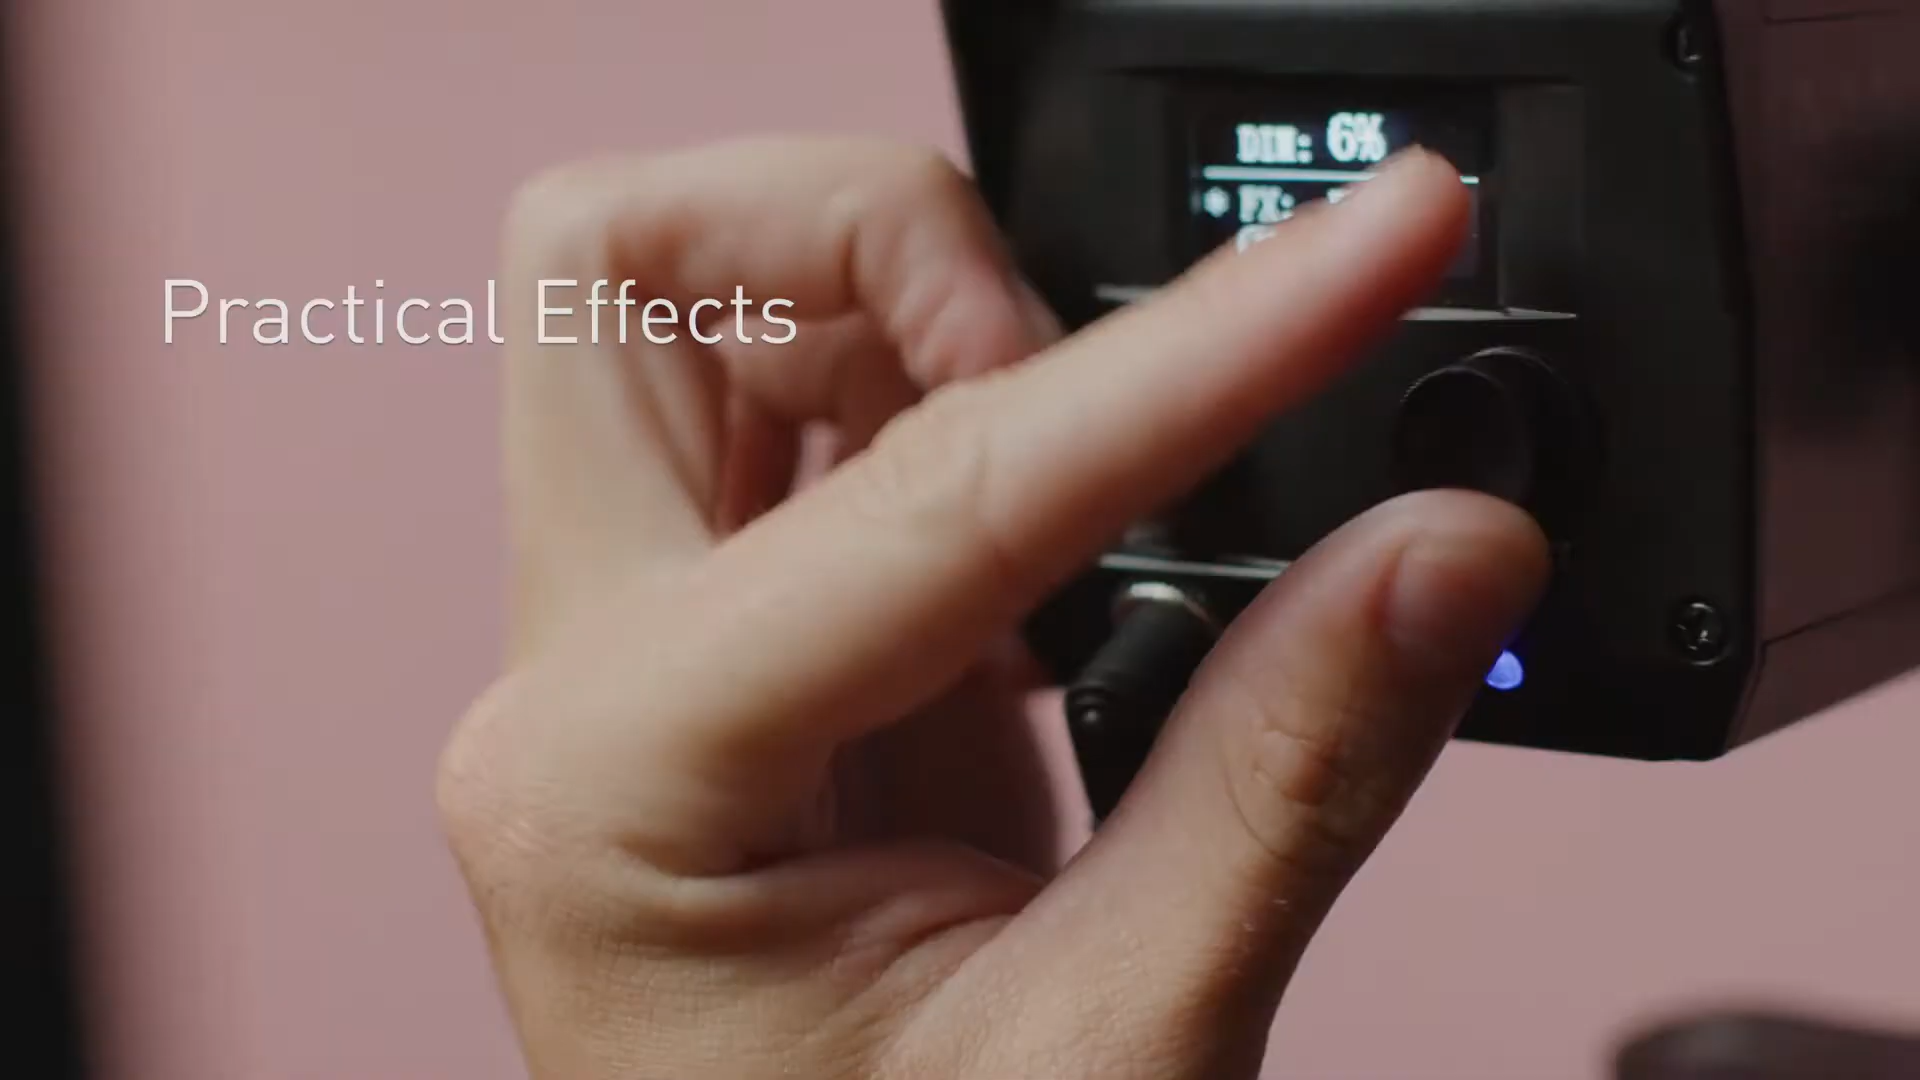 DIM: 6%
* FX:
Practical Effects